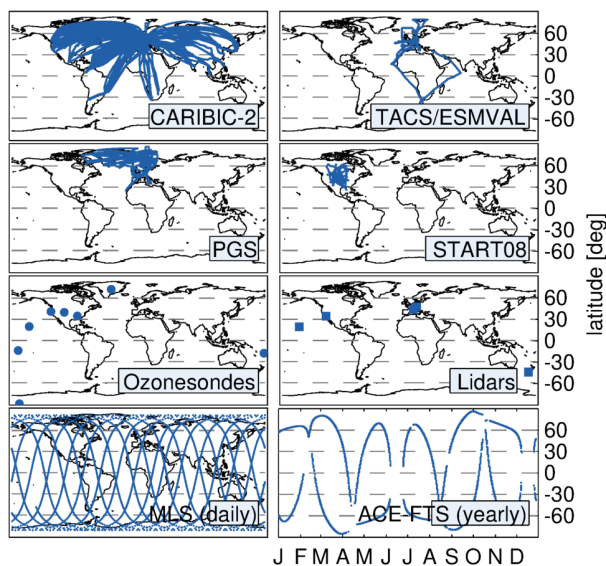 CARIBIC-2
TACS/ESMVAL
60
30
0
-30
-60
PGS
START08
60
30
0
-30
-60
latitude [deg]
Ozonesondes
Lidars
60
30
0
-30
-60
MLS (daily)
ACE-FTS (yearly)
60
30
0
-30
-60
J F M A M J J A S O N D